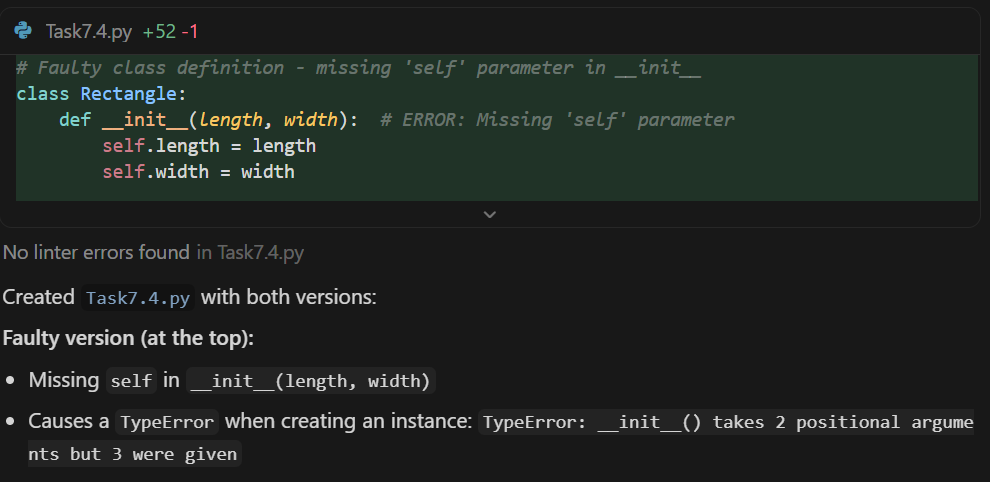 Task7.4.py +52 -1
# Faulty class definition - missing 'self' parameter in __init__
class Rectangle:
    def __init__(length, width):  # ERROR: Missing 'self' parameter
        self.length = length
        self.width = width
No linter errors found in Task7.4.py
Created Task7.4.py with both versions:
Faulty version (at the top):
• Missing self in __init__(length, width)
• Causes a TypeError when creating an instance: TypeError: __init__() takes 2 positional argume
nts but 3 were given